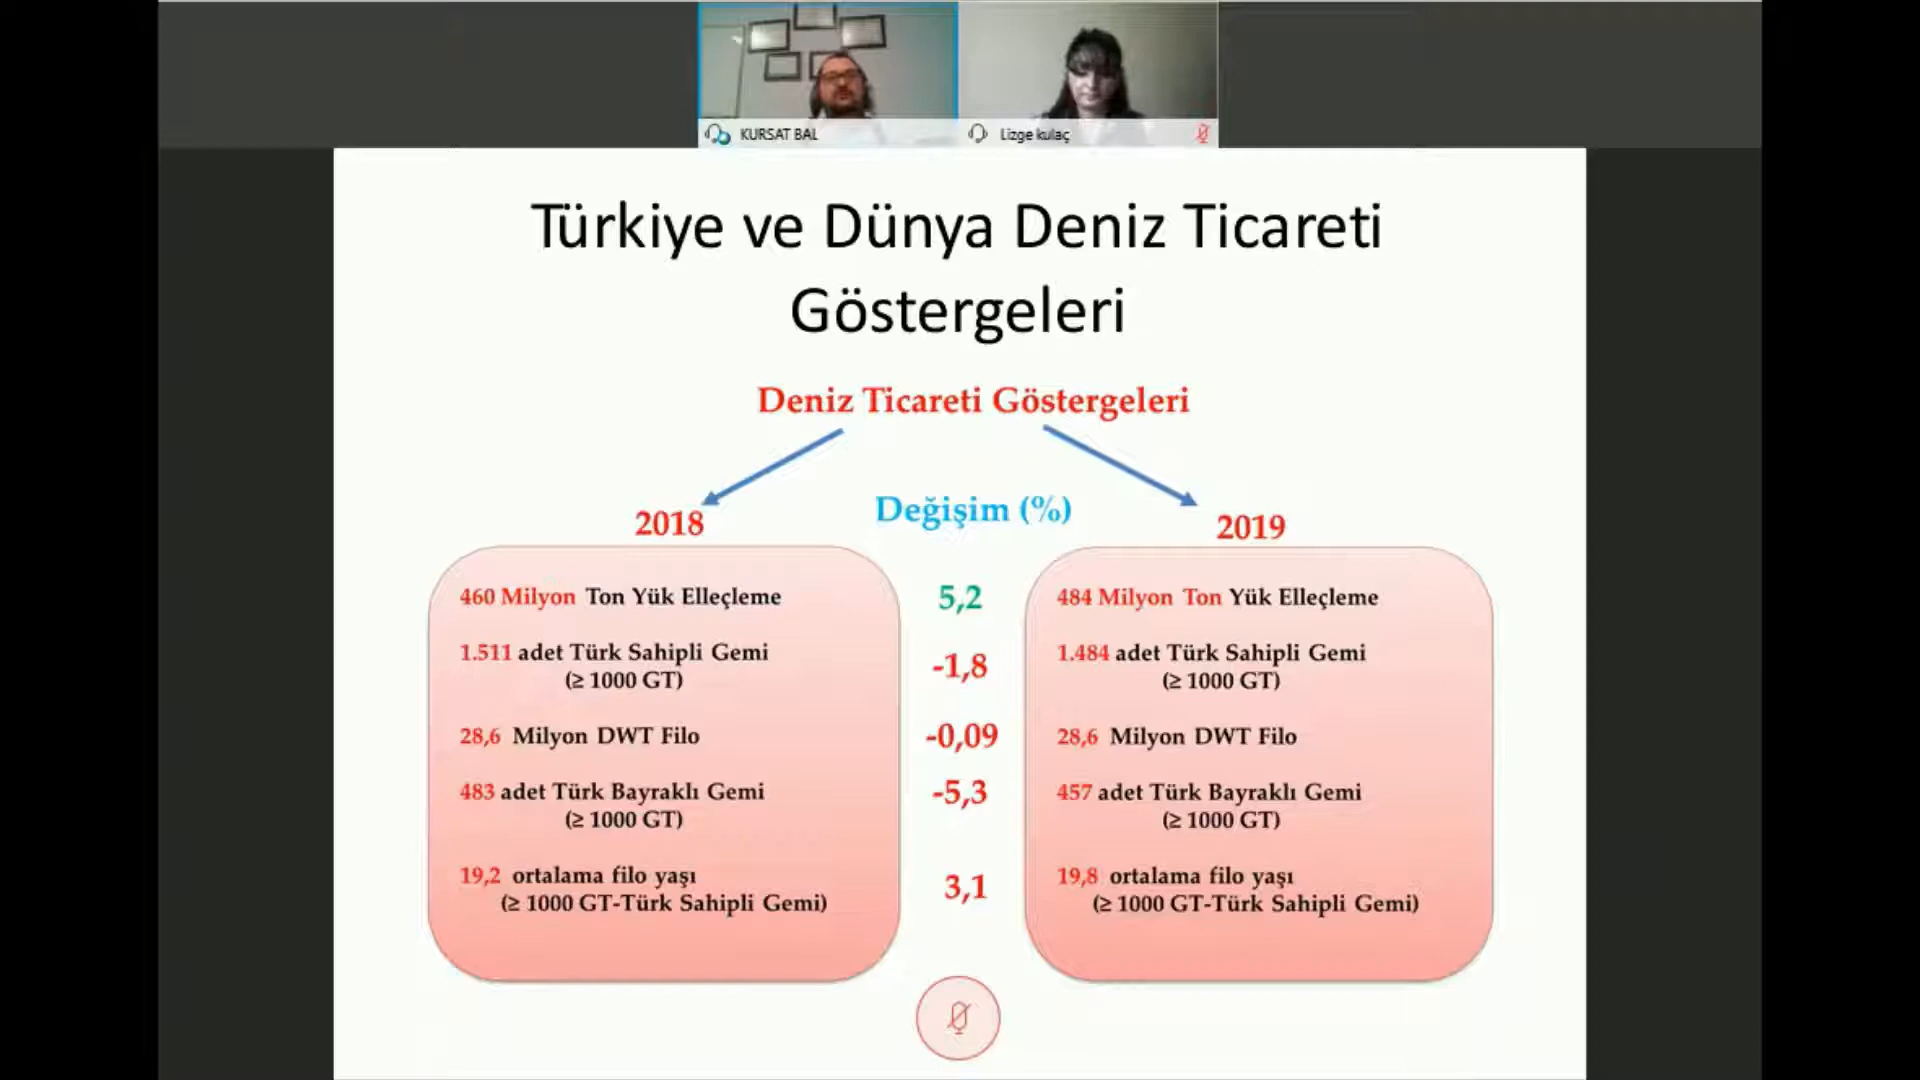 KURSAT BAL
Lizge kulaç
Türkiye ve Dünya Deniz Ticareti
Göstergeleri
Deniz Ticareti Göstergeleri
2018
Değişim (%)
2019
460 Milyon Ton Yük Elleçleme
5,2
484 Milyon Ton Yük Elleçleme
1.511 adet Türk Sahipli Gemi
(≥ 1000 GT)
-1,8
1.484 adet Türk Sahipli Gemi
(≥ 1000 GT)
28,6 Milyon DWT Filo
-0,09
28,6 Milyon DWT Filo
483 adet Türk Bayraklı Gemi
(≥ 1000 GT)
-5,3
457 adet Türk Bayraklı Gemi
(≥ 1000 GT)
19,2 ortalama filo yaşı
(≥ 1000 GT-Türk Sahipli Gemi)
3,1
19,8 ortalama filo yaşı
(≥ 1000 GT-Türk Sahipli Gemi)